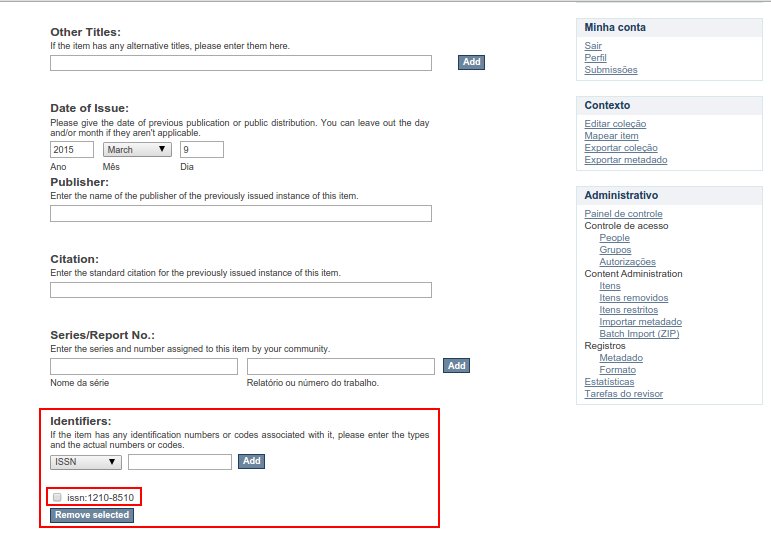 Other Titles:
If the item has any alternative titles, please enter them here.
Add
Date of Issue:
Please give the date of previous publication or public distribution. You can leave out the day
and/or month if they aren't applicable.
2015 March ▼ 9
Ano Mês Dia
Publisher:
Enter the name of the publisher of the previously issued instance of this item.
Citation:
Enter the standard citation for the previously issued instance of this item.
Series/Report No.:
Enter the series and number assigned to this item by your community.
Add
Nome da série Relatório ou número do trabalho.
Identifiers:
If the item has any identification numbers or codes associated with it, please enter the types
and the actual numbers or codes.
ISSN ▼ Add
issn:1210-8510
Remove selected
Minha conta
Sair
Perfil
Submissões
Contexto
Editar coleção
Mapear item
Exportar coleção
Exportar metadado
Administrativo
Painel de controle
Controle de acesso
People
Grupos
Autorizações
Content Administration
Itens
Itens removidos
Itens restritos
Importar metadado
Batch Import (ZIP)
Registros
Metadado
Formato
Estatísticas
Tarefas do revisor